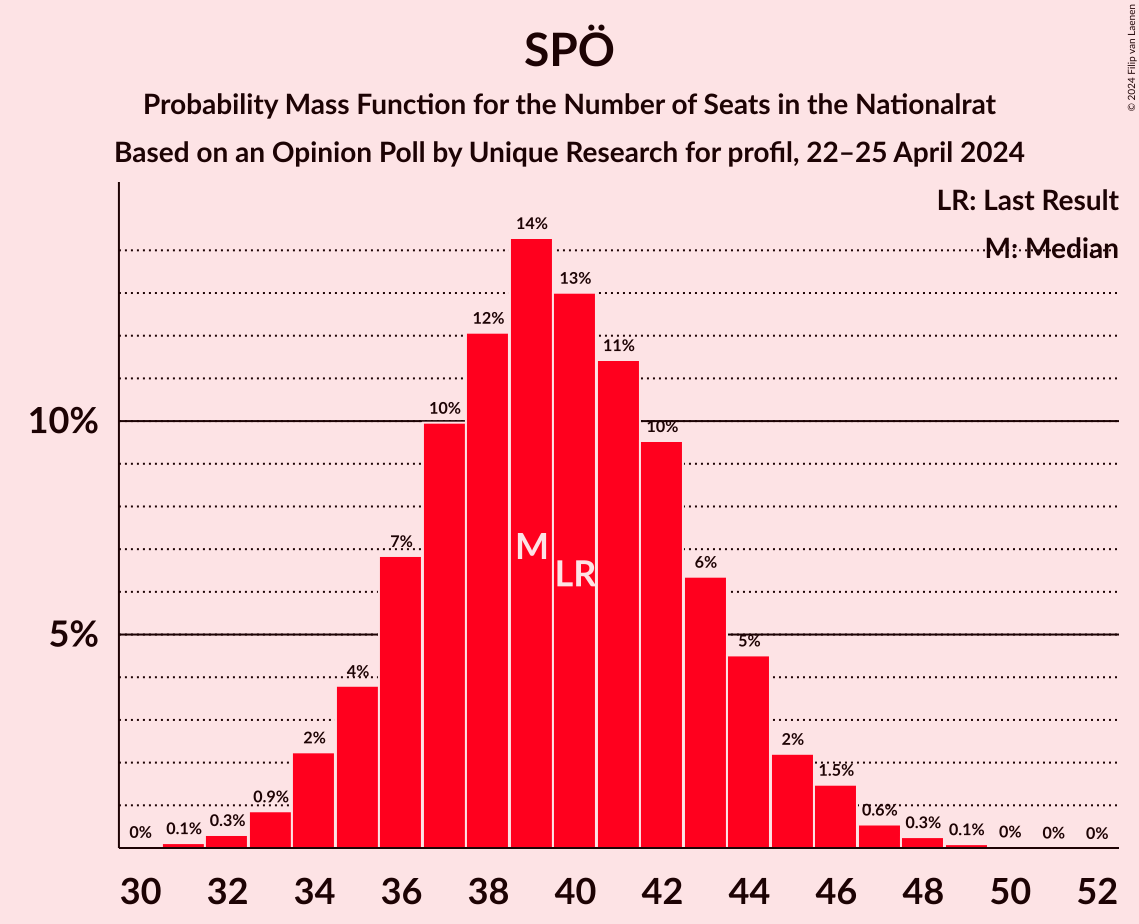 SPÖ
Probability Mass Function for the Number of Seats in the Nationalrat
Based on an Opinion Poll by Unique Research for profil, 22–25 April 2024
© 2024 Filip van Laenen
LR: Last Result
M: Median
10%
5%
0%
0.1%
0.3%
0.9%
2%
4%
7%
10%
12%
14%
13%
11%
10%
6%
5%
2%
1.5%
0.6%
0.3%
0.1%
0%
0%
0%
M
LR
30 32 34 36 38 40 42 44 46 48 50 52